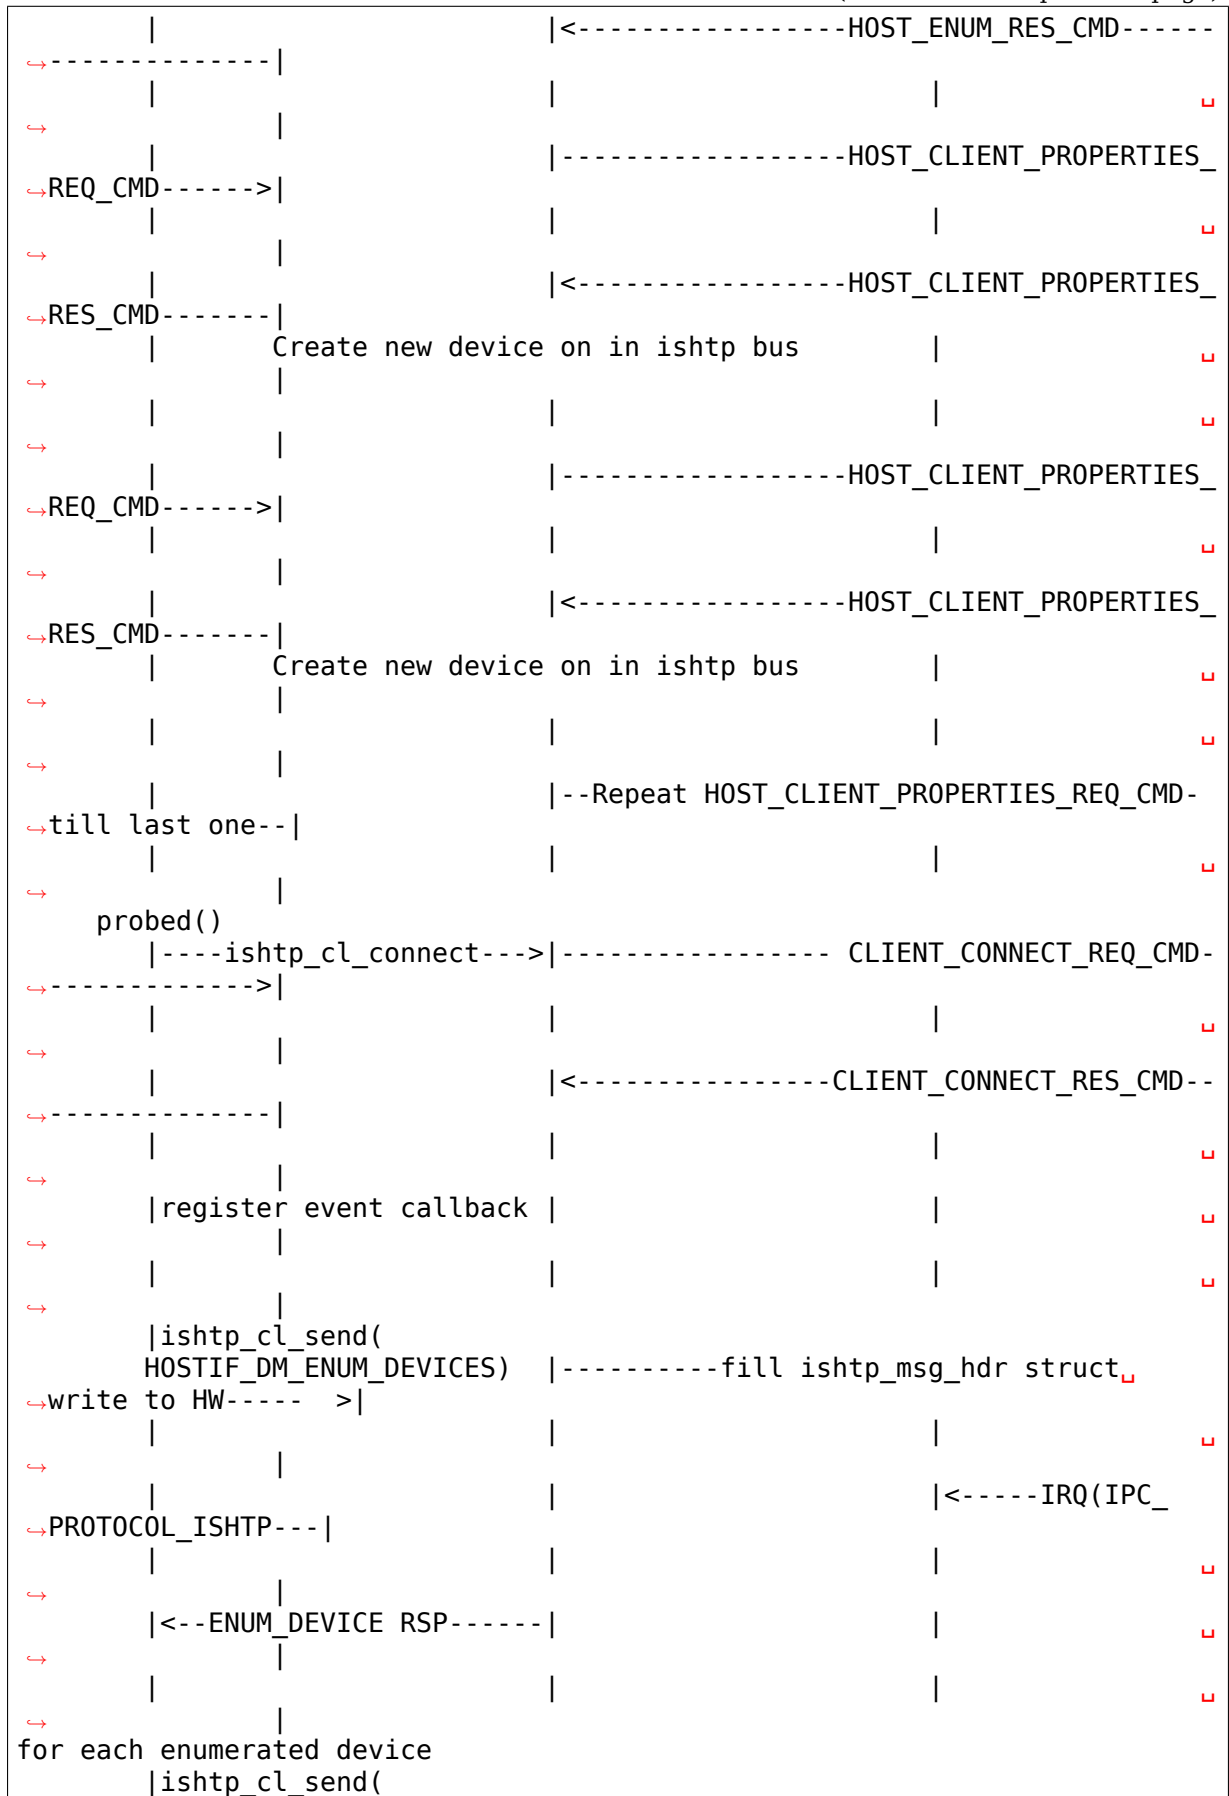 |                        |<-----------------HOST_ENUM_RES_CMD------
↪--------------|
        |                        |                       |                ␣
↪              |
        |                        |------------------HOST_CLIENT_PROPERTIES_
↪REQ_CMD------>|
        |                        |                       |                ␣
↪              |
        |                        |<-----------------HOST_CLIENT_PROPERTIES_
↪RES_CMD-------|
        |       Create new device on in ishtp bus        |                ␣
↪              |
        |                        |                       |                ␣
↪              |
        |                        |------------------HOST_CLIENT_PROPERTIES_
↪REQ_CMD------>|
        |                        |                       |                ␣
↪              |
        |                        |<-----------------HOST_CLIENT_PROPERTIES_
↪RES_CMD-------|
        |       Create new device on in ishtp bus        |                ␣
↪              |
        |                        |                       |                ␣
↪              |
        |                        |--Repeat HOST_CLIENT_PROPERTIES_REQ_CMD-
↪till last one--|
        |                        |                       |                ␣
↪              |
     probed()
        |----ishtp_cl_connect--->|----------------- CLIENT_CONNECT_REQ_CMD-
↪------------->|
        |                        |                       |                ␣
↪              |
        |                        |<----------------CLIENT_CONNECT_RES_CMD--
↪--------------|
        |                        |                       |                ␣
↪              |
        |register event callback |                       |                ␣
↪              |
        |                        |                       |                ␣
↪              |
        |ishtp_cl_send(
        HOSTIF_DM_ENUM_DEVICES)  |----------fill ishtp_msg_hdr struct␣
↪write to HW-----  >|
        |                        |                       |                ␣
↪              |
        |                        |                       |<-----IRQ(IPC_
↪PROTOCOL_ISHTP---|
        |                        |                       |                ␣
↪              |
        |<--ENUM_DEVICE RSP------|                       |                ␣
↪              |
        |                        |                       |                ␣
↪              |
for each enumerated device
        |ishtp_cl_send(